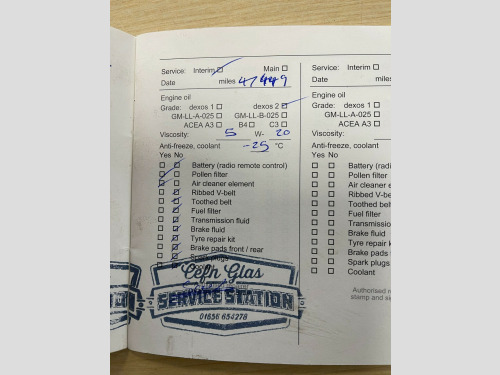 Service: Interim Main
Date miles 47449
Engine oil
Grade: dexos 1 dexos 2
GM-LL-A-025 GM-LL-B-025
ACEA A3 B4 C3
Viscosity: 5 W- 20
Anti-freeze, coolant -25 °C
Yes No
Battery (radio remote control)
Pollen filter
Air cleaner element
Ribbed V-belt
Toothed belt
Fuel filter
Transmission fluid
Brake fluid
Tyre repair kit
Brake pads front / rear
Spark plugs
Cefn Glas
SERVICE STATION
01656 654278
Service: Interim
Date miles
Engine oil
Grade: dexos 1
GM-LL-A-025
ACEA A3
Viscosity:
Anti-freeze, coolant
Yes No
Battery (radi
Pollen filter
Air cleaner e
Ribbed V-be
Toothed belt
Fuel filter
Transmission
Brake fluid
Tyre repair k
Brake pads
Spark plugs
Coolant
Authorised r
stamp and si